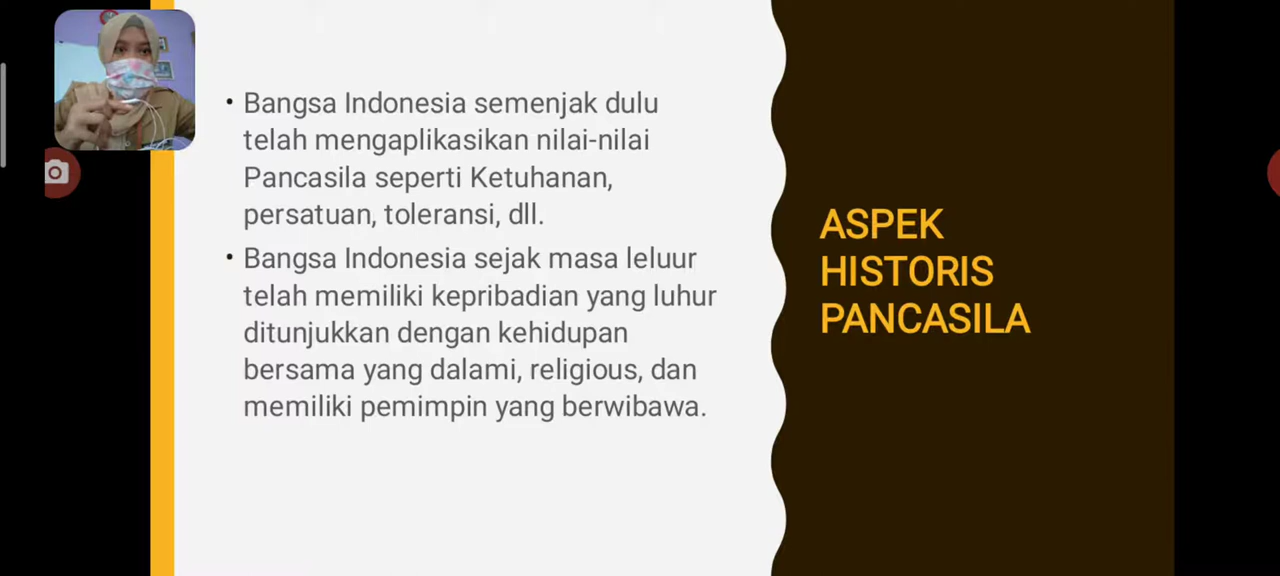 Bangsa Indonesia semenjak dulu
telah mengaplikasikan nilai-nilai
Pancasila seperti Ketuhanan,
persatuan, toleransi, dll.
Bangsa Indonesia sejak masa leluur
telah memiliki kepribadian yang luhur
ditunjukkan dengan kehidupan
bersama yang dalami, religious, dan
memiliki pemimpin yang berwibawa.
ASPEK
HISTORIS
PANCASILA